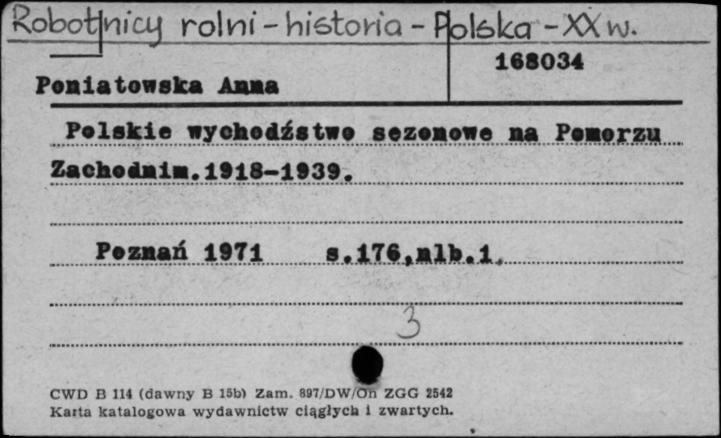 Robotnicy rolni - historia - Polska - XX w.
168034
Poniatowska Anna
Polskie wychodźstwo sezonowe na Pomorzu
Zachodnim.1918-1939.
Poznań 1971 s.176,nlb.1.
3
CWD B 114 (dawny B 15b) Zam. 897/DW/On ZGG 2542
Karta katalogowa wydawnictw ciągłych i zwartych.